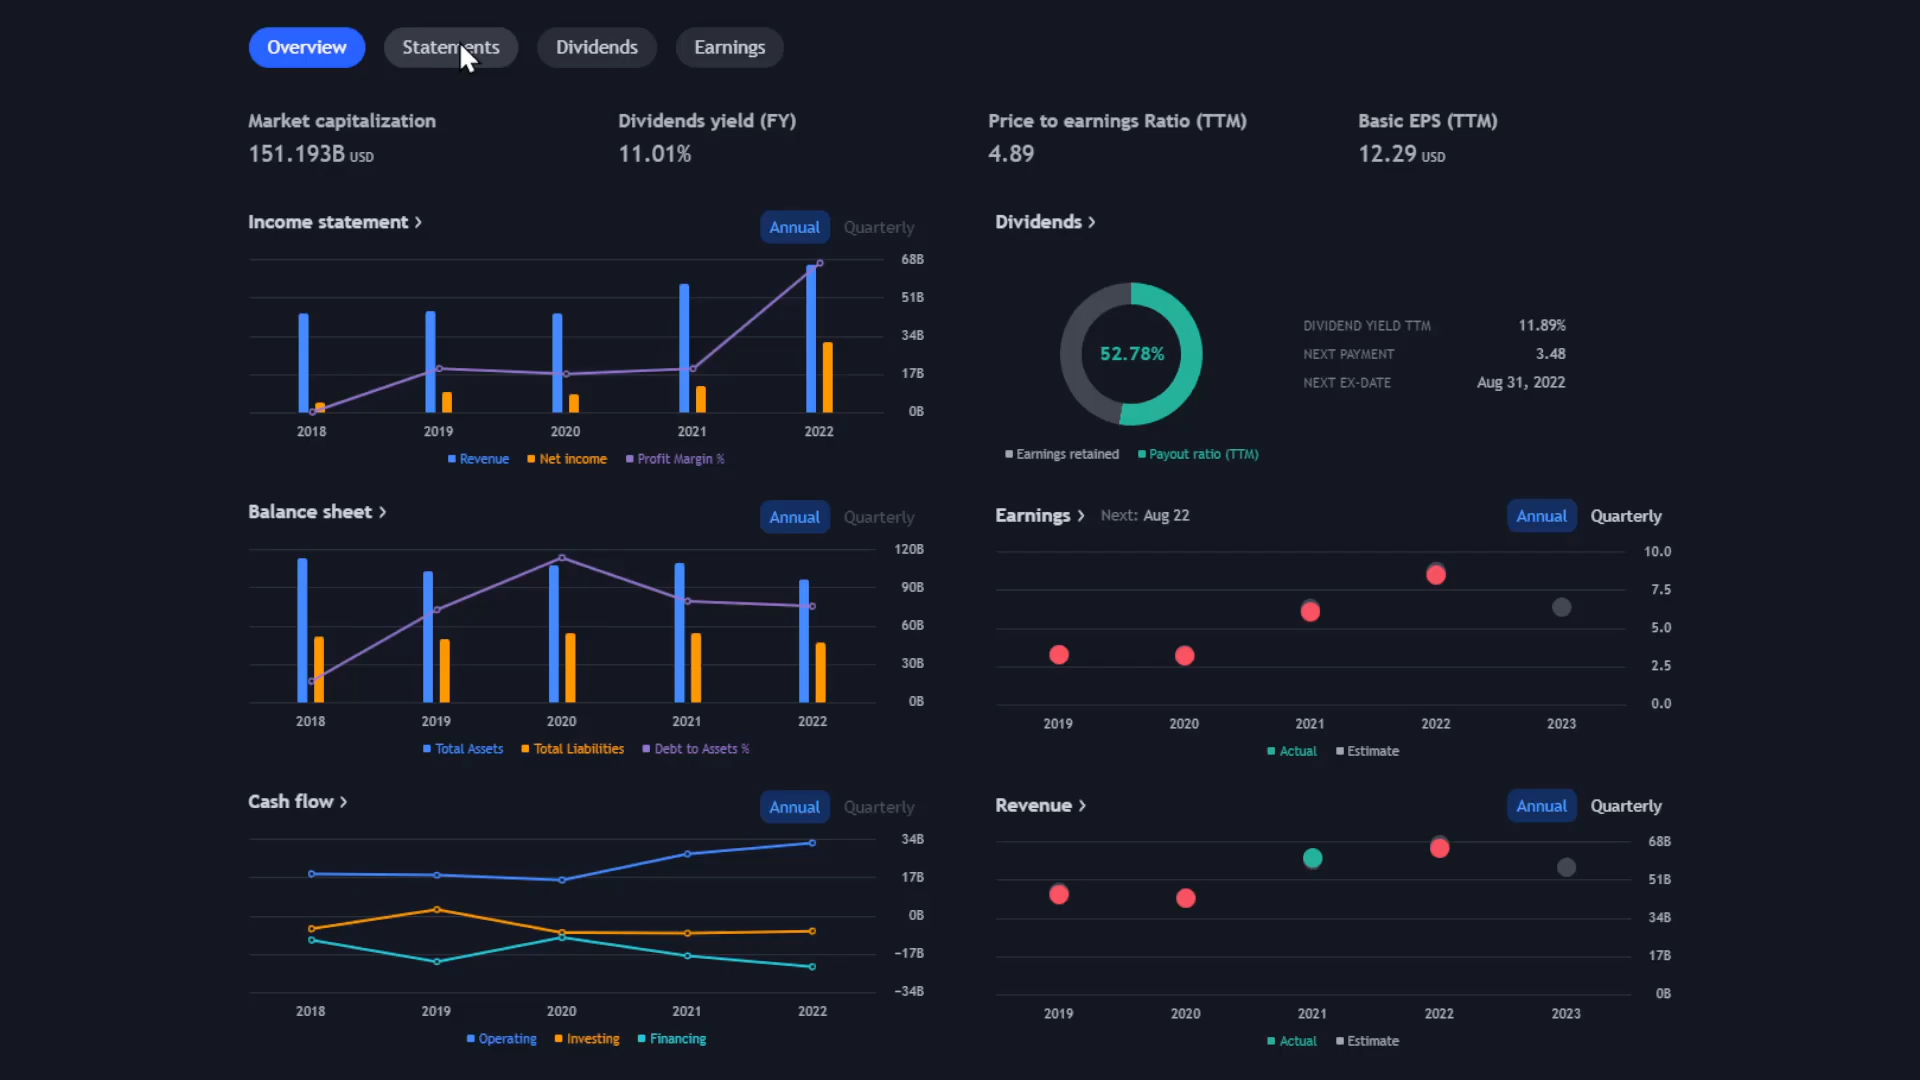 Overview Statements Dividends Earnings
Market capitalization
151.193B USD
Dividends yield (FY)
11.01%
Price to earnings Ratio (TTM)
4.89
Basic EPS (TTM)
12.29 USD
Income statement >
Annual Quarterly
68B
51B
34B
17B
0B
2018 2019 2020 2021 2022
Revenue Net income Profit Margin %
Dividends >
52.78%
DIVIDEND YIELD TTM 11.89%
NEXT PAYMENT 3.48
NEXT EX-DATE Aug 31, 2022
Earnings retained Payout ratio (TTM)
Balance sheet >
Annual Quarterly
120B
90B
60B
30B
0B
2018 2019 2020 2021 2022
Total Assets Total Liabilities Debt to Assets %
Earnings > Next: Aug 22
Annual Quarterly
10.0
7.5
5.0
2.5
0.0
2019 2020 2021 2022 2023
Actual Estimate
Cash flow >
Annual Quarterly
34B
17B
0B
−17B
−34B
2018 2019 2020 2021 2022
Operating Investing Financing
Revenue >
Annual Quarterly
68B
51B
34B
17B
0B
2019 2020 2021 2022 2023
Actual Estimate